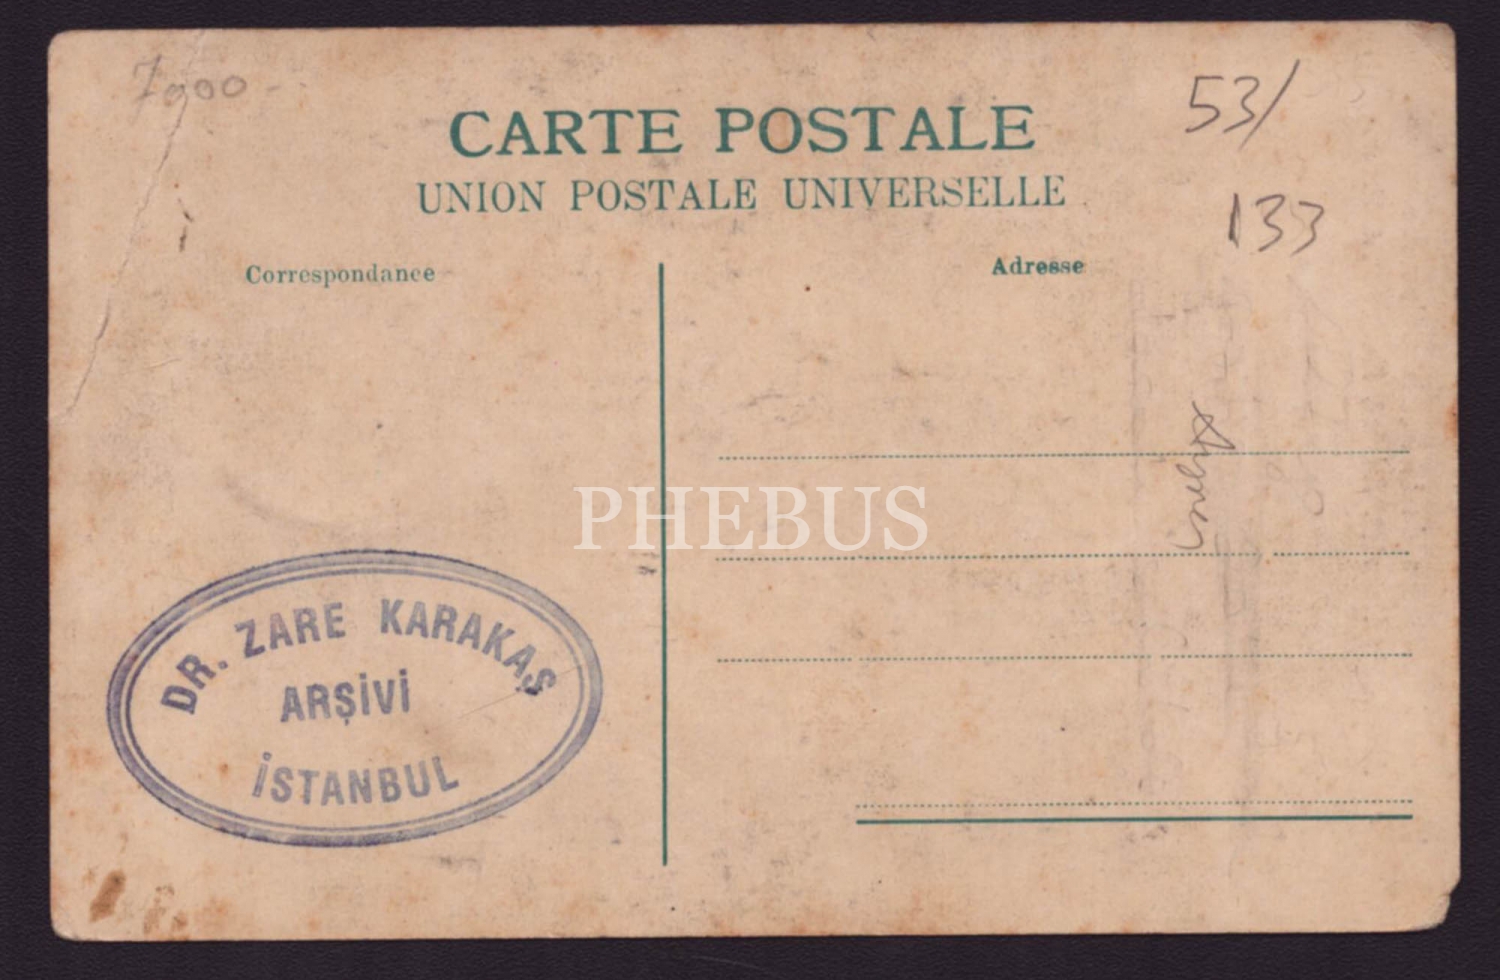 7000-
53/
CARTE POSTALE
UNION POSTALE UNIVERSELLE
133
Correspondance
Adresse
PHEBUS
DR. ZARE KARAKAŞ
ARŞİVİ
İSTANBUL